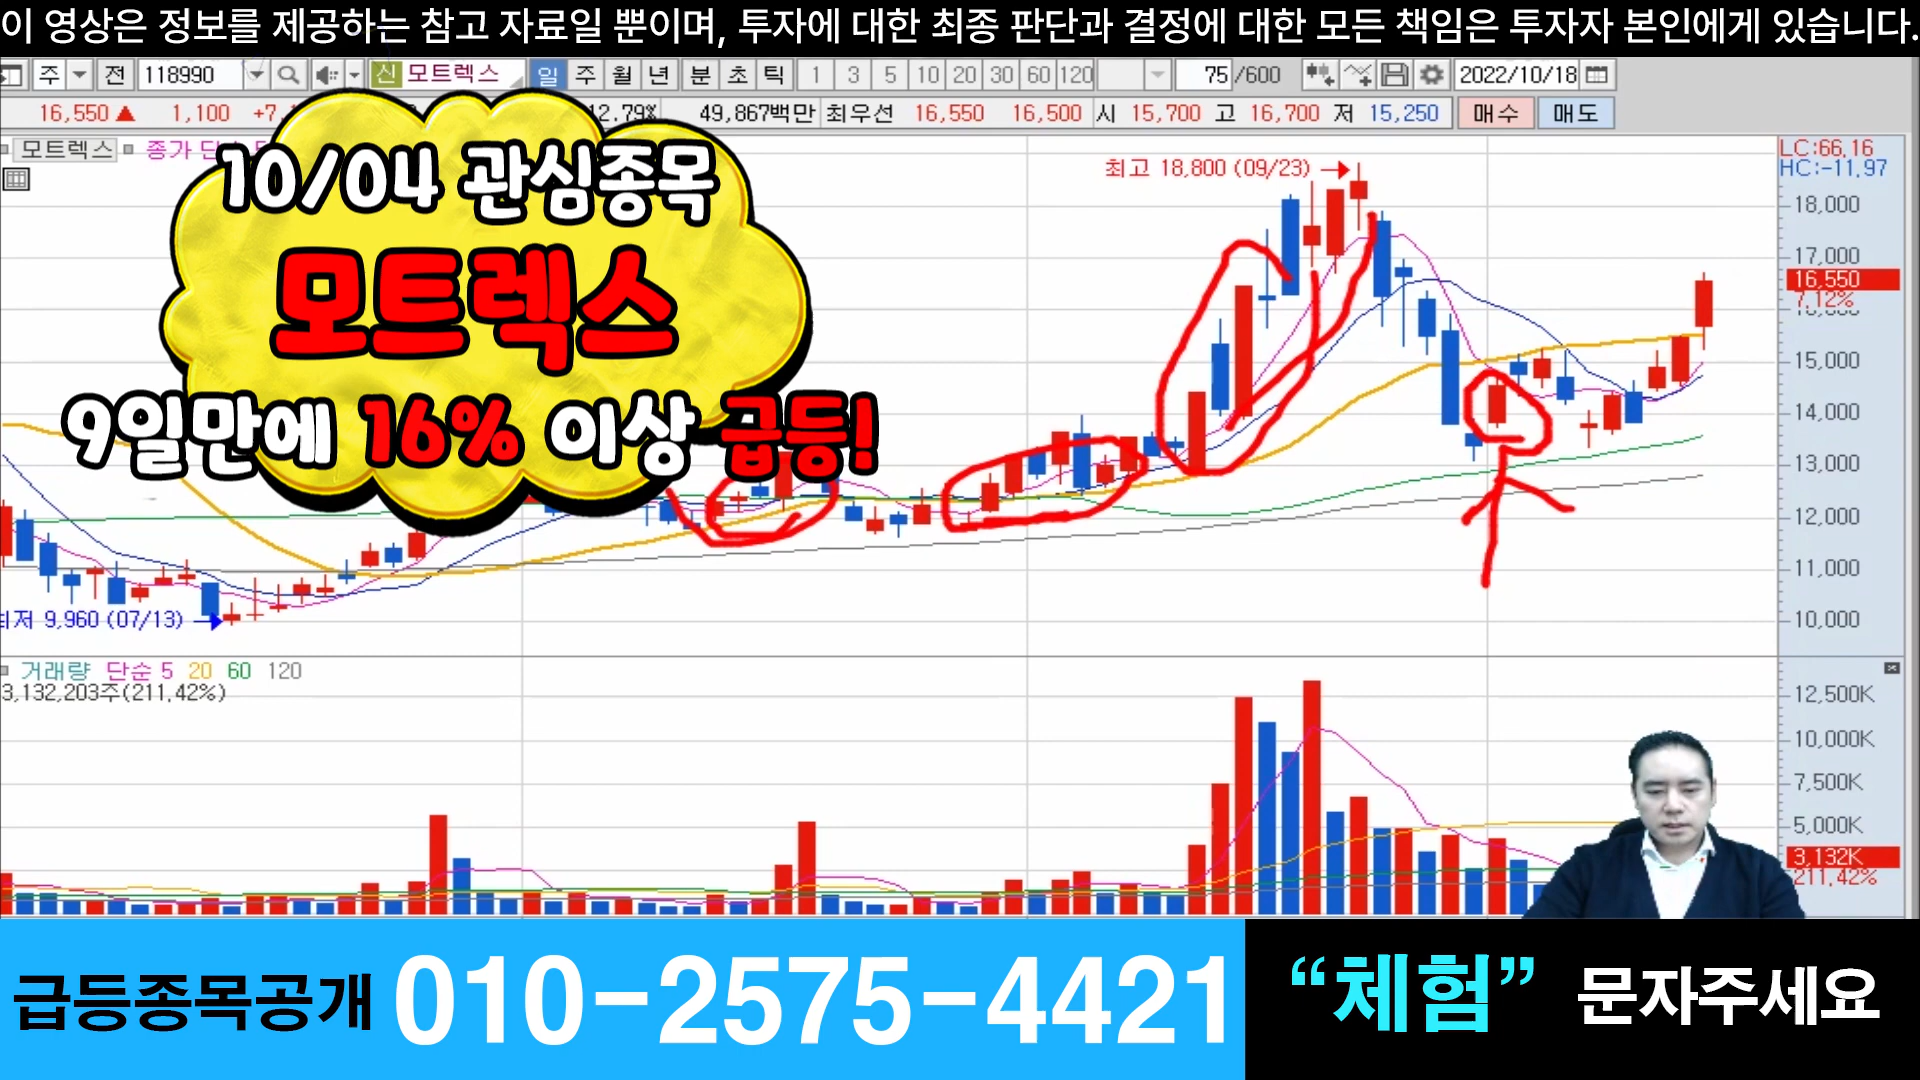 이 영상은 정보를 제공하는 참고 자료일 뿐이며, 투자에 대한 최종 판단과 결정에 대한 모든 책임은 투자자 본인에게 있습니다.
주 전 118990 신 모트렉스 일 주 월 년 분 초 틱 1 3 5 10 20 30 60 120 75 /600 2022/10/18
16,550 ▲ 1,100 12.79% 49,867백만 최우선 16,550 16,500 시 15,700 고 16,700 저 15,250 매수 매도
모트렉스 종가 단
10/04 관심종목
모트렉스
9일만에 16% 이상 급등!
최고 18,800 (09/23)
LC:66.16
HC:-11.97
18,000
17,000
16,550
7.12%
15,000
14,000
13,000
12,000
11,000
10,000
9,960 (07/13)
거래량 단순 5 20 60 120
3,132,203주(211.42%)
12,500K
10,000K
7,500K
5,000K
3,132K
211.42%
급등종목공개 010-2575-4421 “체험” 문자주세요